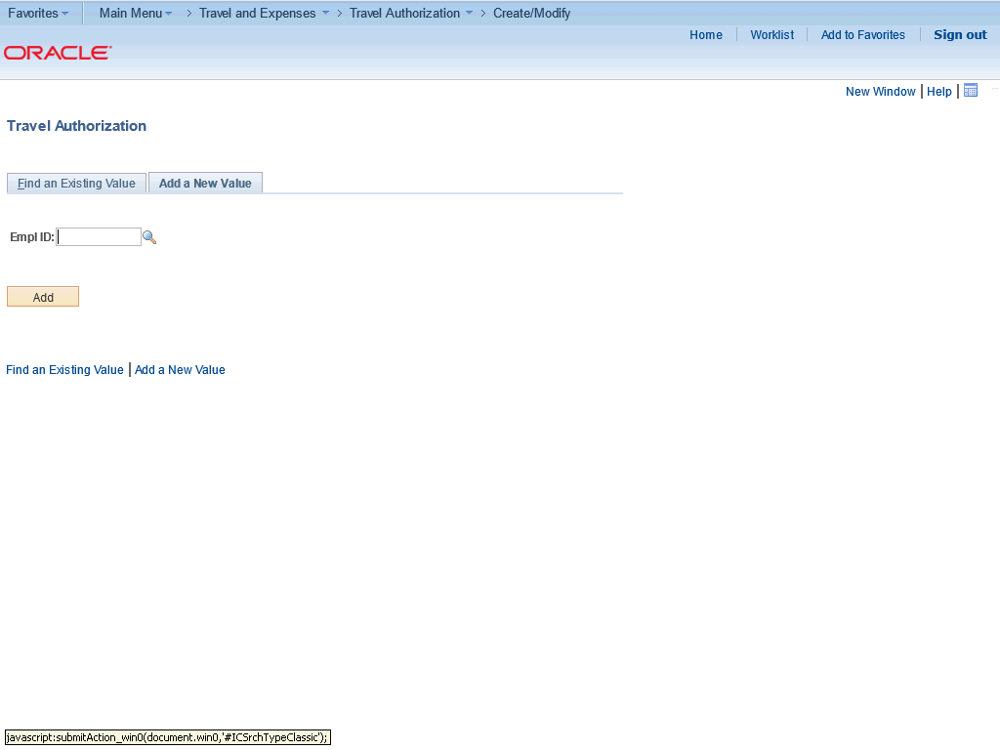 Favorites Main Menu > Travel and Expenses > Travel Authorization > Create/Modify
Home Worklist Add to Favorites Sign out
ORACLE
New Window | Help |
Travel Authorization
Find an Existing Value Add a New Value
Empl ID:
Add
Find an Existing Value | Add a New Value
javascript:submitAction_win0(document.win0,'#ICSrchTypeClassic');